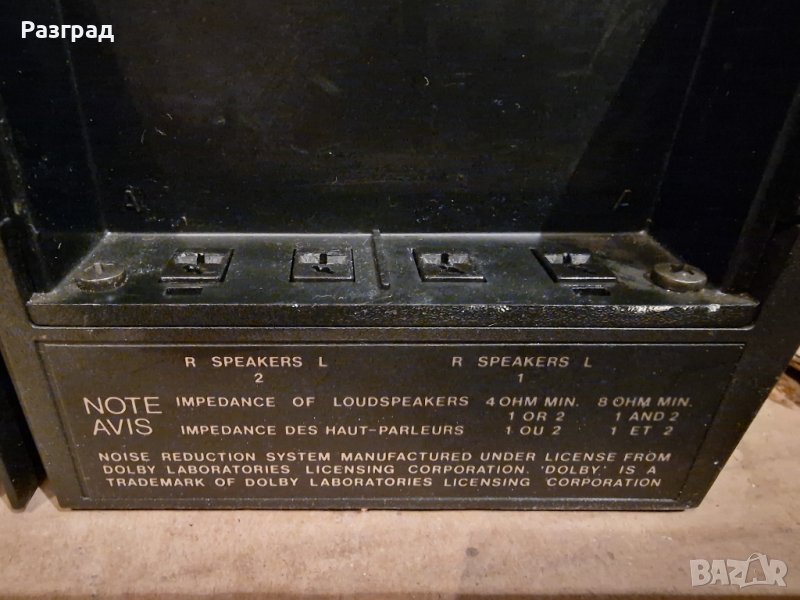 Разград
R SPEAKERS L
2
R SPEAKERS L
1
NOTE
AVIS
IMPEDANCE OF LOUDSPEAKERS 4 OHM MIN. 8 OHM MIN.
1 OR 2 1 AND 2
IMPEDANCE DES HAUT-PARLEURS 1 OU 2 1 ET 2
NOISE REDUCTION SYSTEM MANUFACTURED UNDER LICENSE FROM
DOLBY LABORATORIES LICENSING CORPORATION. 'DOLBY' IS A
TRADEMARK OF DOLBY LABORATORIES LICENSING CORPORATION
BAZAR